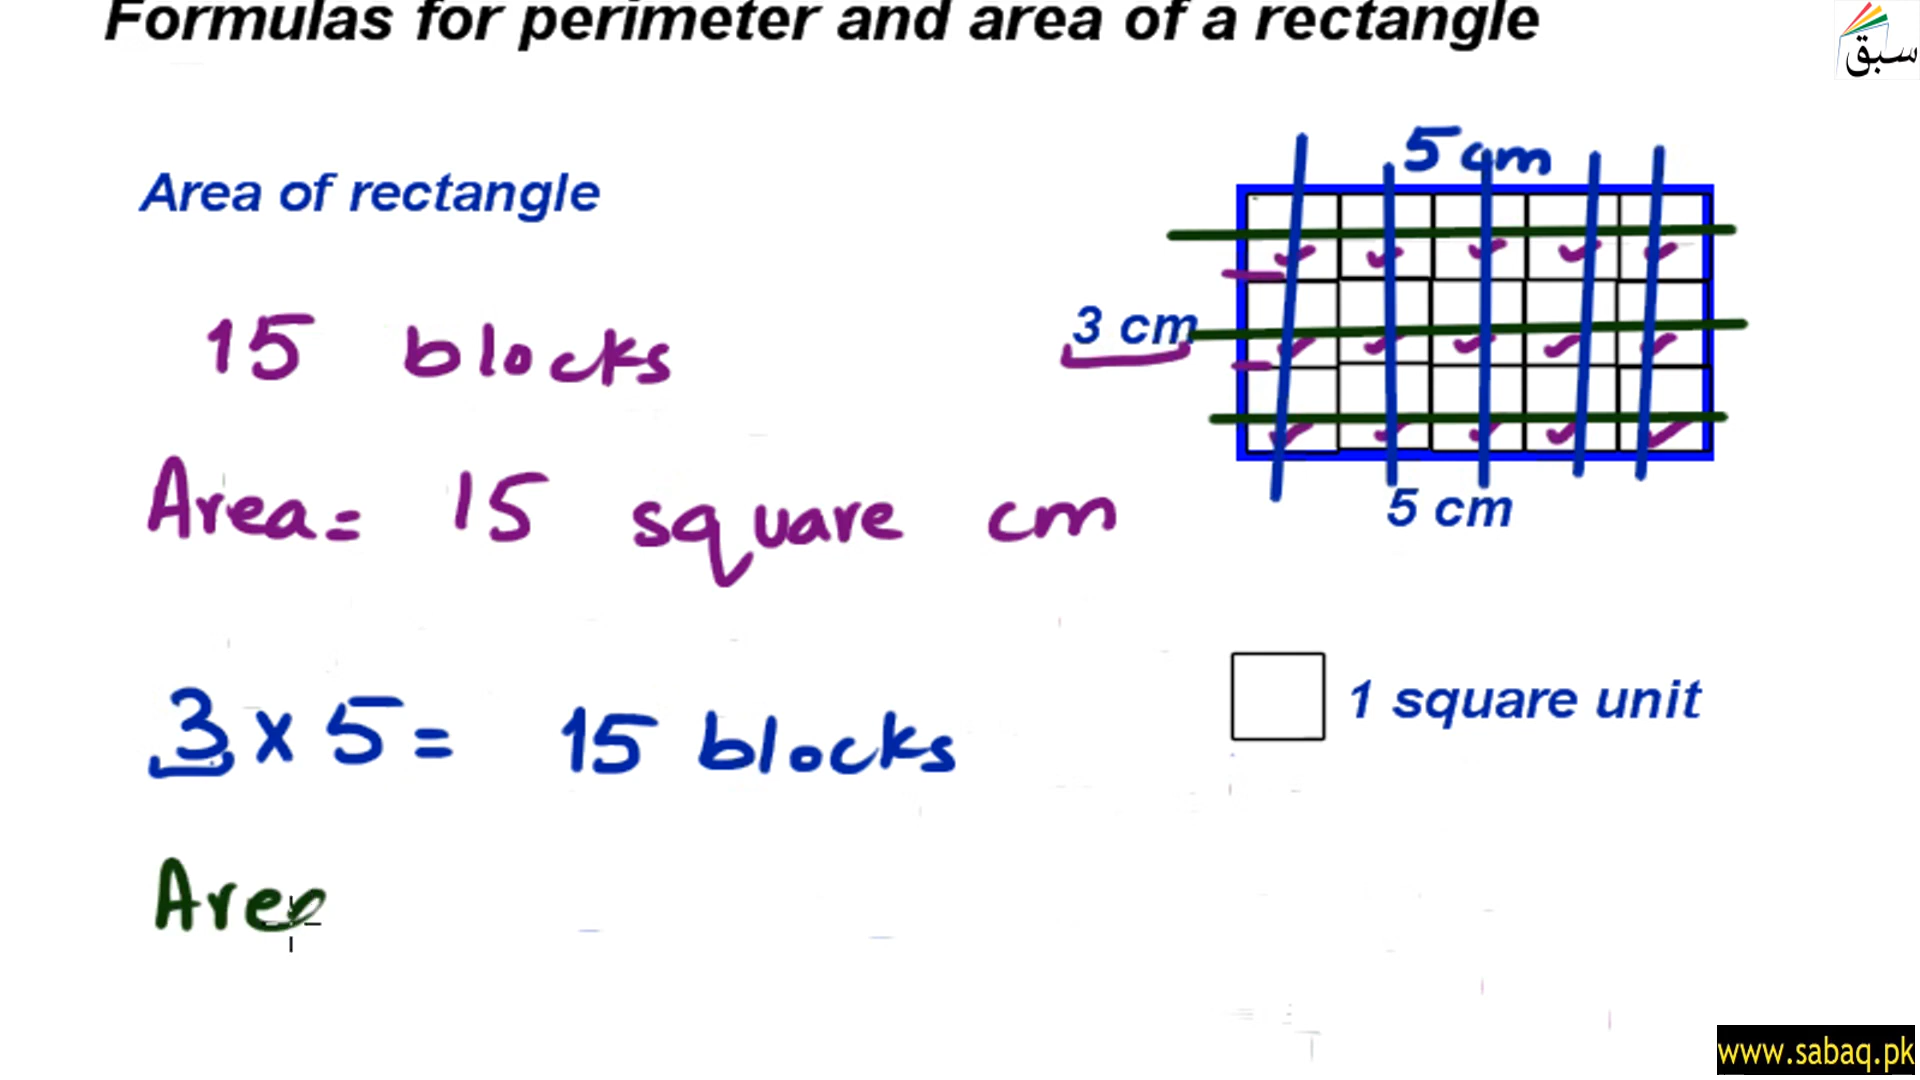 Formulas for perimeter and area of a rectangle
سبق
Area of rectangle
5 cm
15 blocks
3 cm
Area = 15 square cm
5 cm
3 x 5 = 15 blocks
1 square unit
Area
www.sabaq.pk